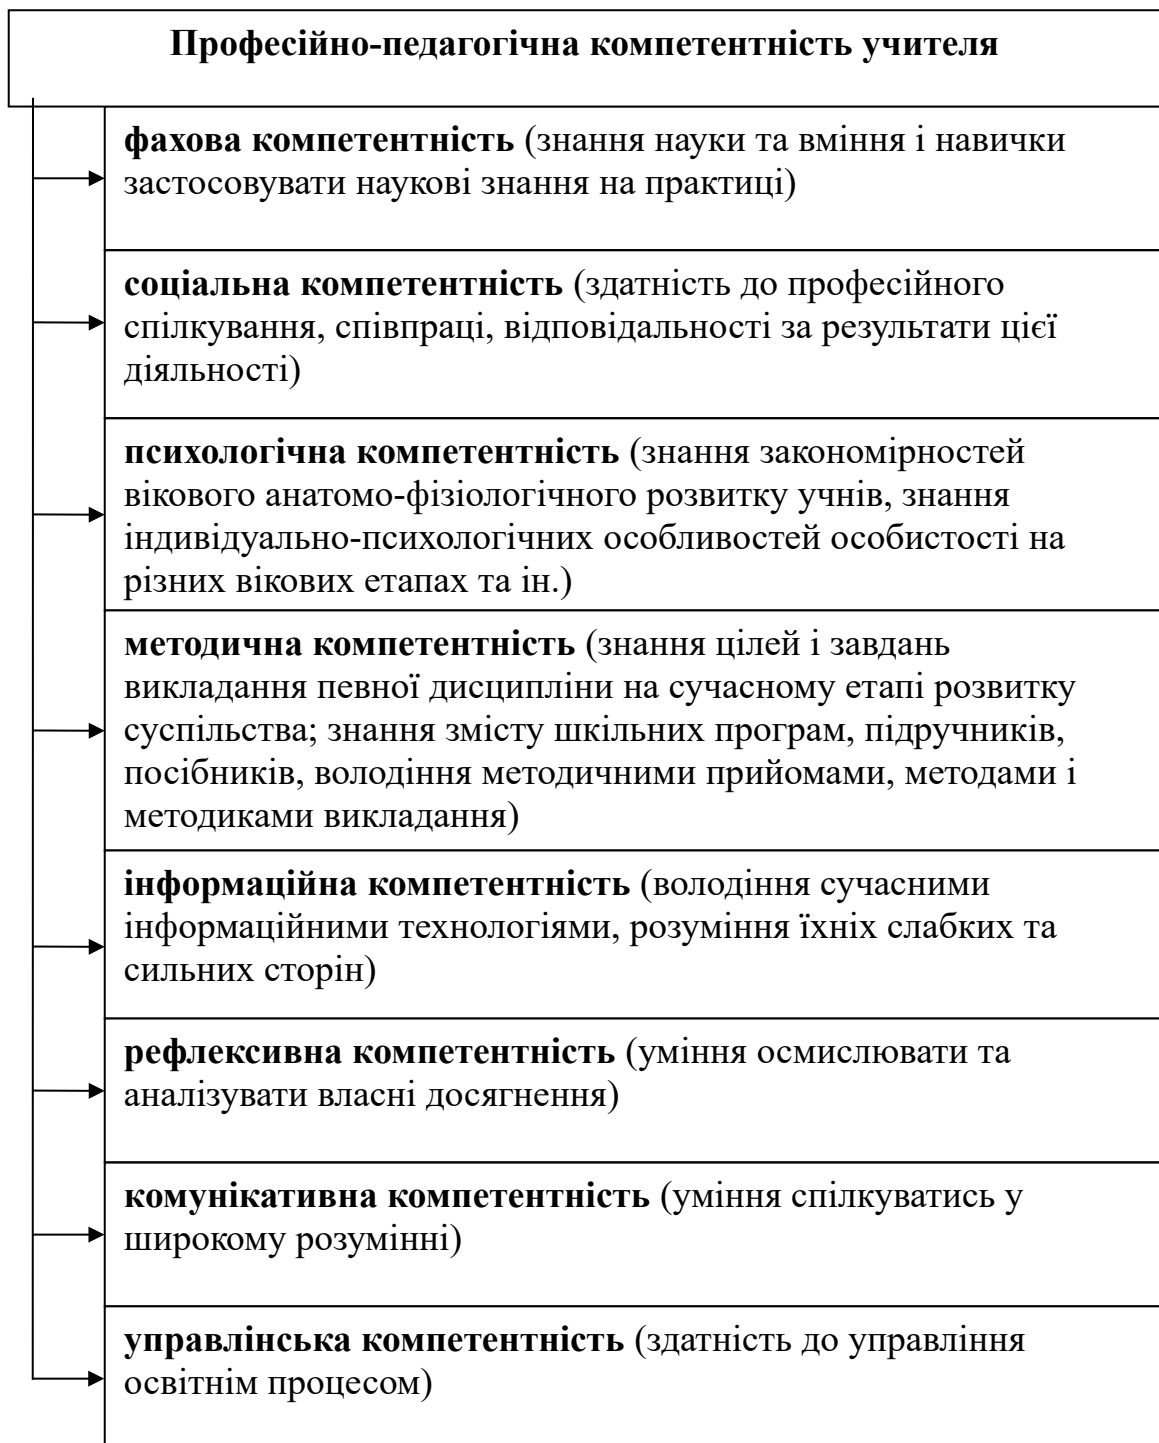 Професійно-педагогічна компетентність учителя
фахова компетентність (знання науки та вміння і навички
застосовувати наукові знання на практиці)
соціальна компетентність (здатність до професійного
спілкування, співпраці, відповідальності за результати цієї
діяльності)
психологічна компетентність (знання закономірностей
вікового анатомо-фізіологічного розвитку учнів, знання
індивідуально-психологічних особливостей особистості на
різних вікових етапах та ін.)
методична компетентність (знання цілей і завдань
викладання певної дисципліни на сучасному етапі розвитку
суспільства; знання змісту шкільних програм, підручників,
посібників, володіння методичними прийомами, методами і
методиками викладання)
інформаційна компетентність (володіння сучасними
інформаційними технологіями, розуміння їхніх слабких та
сильних сторін)
рефлексивна компетентність (уміння осмислювати та
аналізувати власні досягнення)
комунікативна компетентність (уміння спілкуватись у
широкому розумінні)
управлінська компетентність (здатність до управління
освітнім процесом)